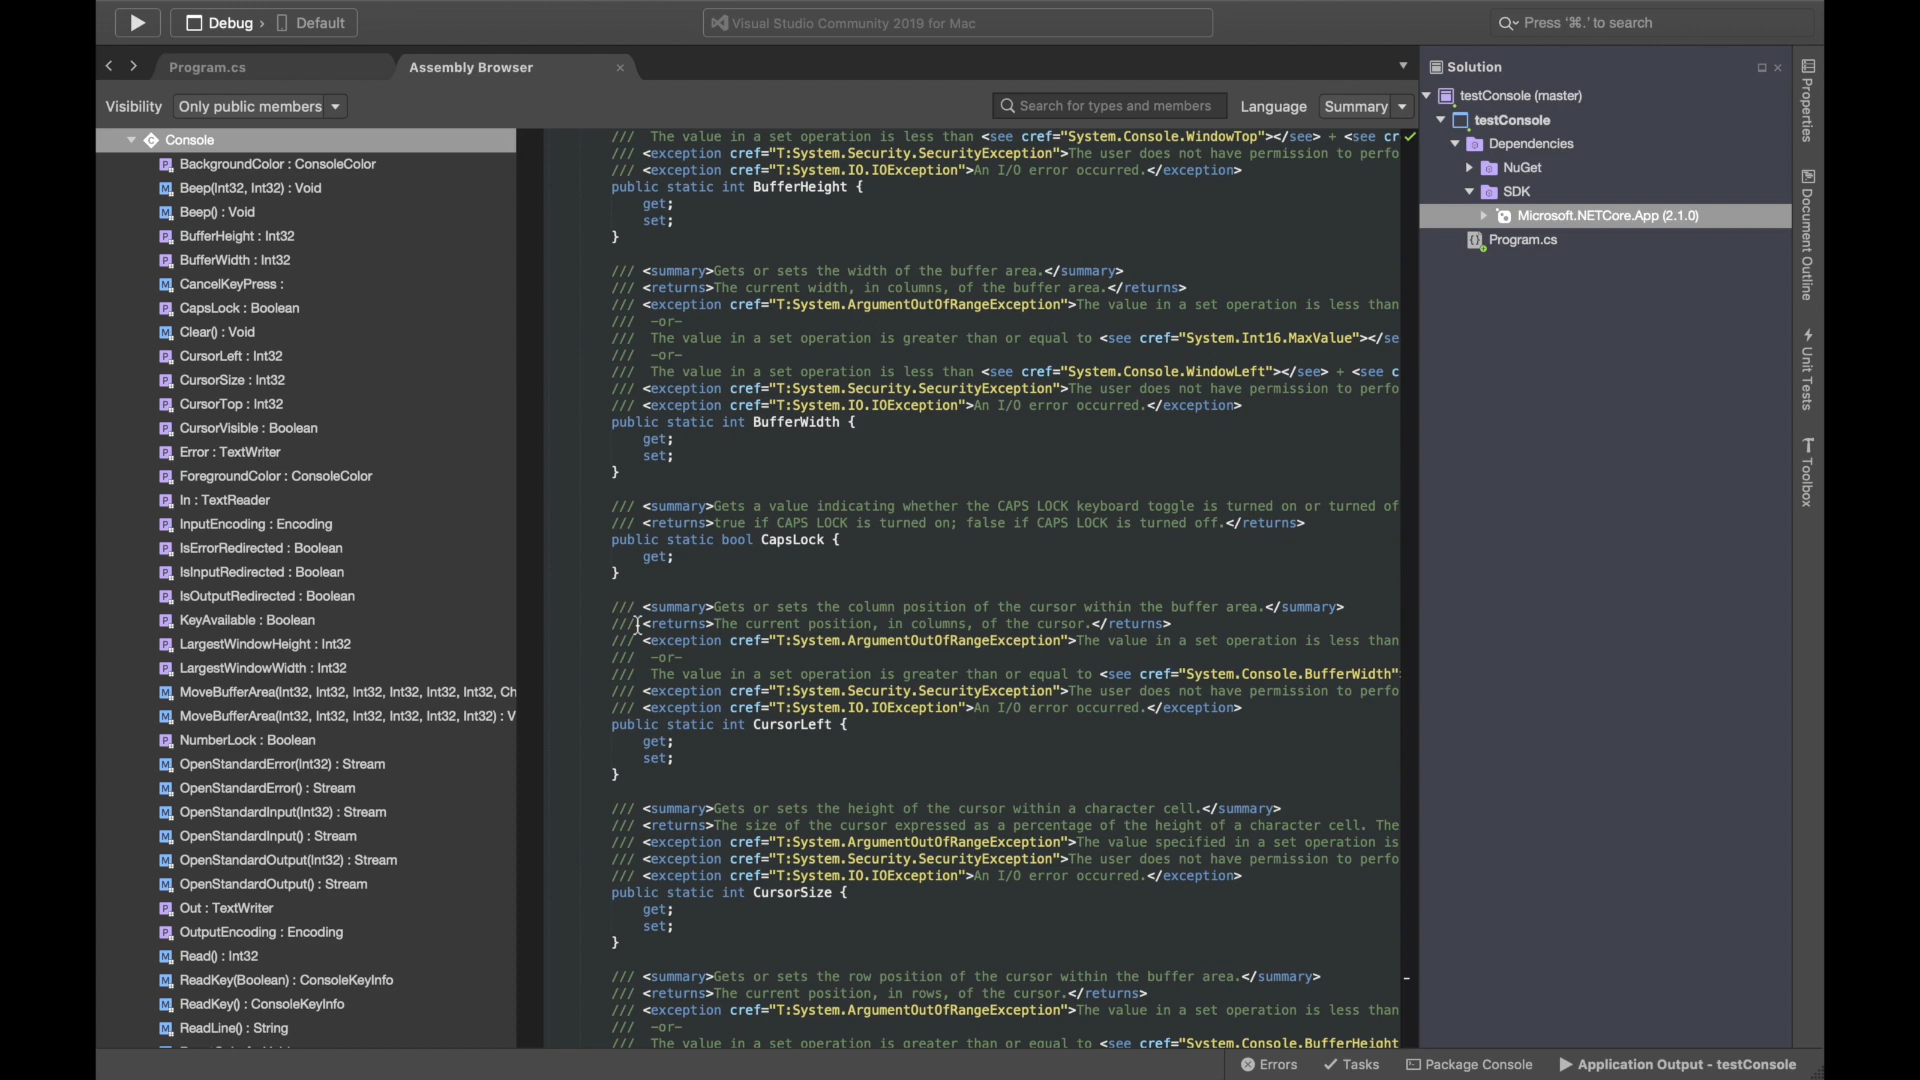 Debug › Default
Visual Studio Community 2019 for Mac
Press ‘⌘.’ to search
Program.cs
Assembly Browser
Visibility
Only public members
Search for types and members
Language
Summary
Console
BackgroundColor : ConsoleColor
Beep(Int32, Int32) : Void
Beep() : Void
BufferHeight : Int32
BufferWidth : Int32
CancelKeyPress :
CapsLock : Boolean
Clear() : Void
CursorLeft : Int32
CursorSize : Int32
CursorTop : Int32
CursorVisible : Boolean
Error : TextWriter
ForegroundColor : ConsoleColor
In : TextReader
InputEncoding : Encoding
IsErrorRedirected : Boolean
IsInputRedirected : Boolean
IsOutputRedirected : Boolean
KeyAvailable : Boolean
LargestWindowHeight : Int32
LargestWindowWidth : Int32
MoveBufferArea(Int32, Int32, Int32, Int32, Int32, Int32, Ch
MoveBufferArea(Int32, Int32, Int32, Int32, Int32, Int32) : V
NumberLock : Boolean
OpenStandardError(Int32) : Stream
OpenStandardError() : Stream
OpenStandardInput(Int32) : Stream
OpenStandardInput() : Stream
OpenStandardOutput(Int32) : Stream
OpenStandardOutput() : Stream
Out : TextWriter
OutputEncoding : Encoding
Read() : Int32
ReadKey(Boolean) : ConsoleKeyInfo
ReadKey() : ConsoleKeyInfo
ReadLine() : String
/// The value in a set operation is less than <see cref="System.Console.WindowTop"></see> + <see cr
/// <exception cref="T:System.Security.SecurityException">The user does not have permission to perfo
/// <exception cref="T:System.IO.IOException">An I/O error occurred.</exception>
public static int BufferHeight {
get;
set;
}
/// <summary>Gets or sets the width of the buffer area.</summary>
/// <returns>The current width, in columns, of the buffer area.</returns>
/// <exception cref="T:System.ArgumentOutOfRangeException">The value in a set operation is less than
/// -or-
/// The value in a set operation is greater than or equal to <see cref="System.Int16.MaxValue"></se
/// -or-
/// The value in a set operation is less than <see cref="System.Console.WindowLeft"></see> + <see c
/// <exception cref="T:System.Security.SecurityException">The user does not have permission to perfo
/// <exception cref="T:System.IO.IOException">An I/O error occurred.</exception>
public static int BufferWidth {
get;
set;
}
/// <summary>Gets a value indicating whether the CAPS LOCK keyboard toggle is turned on or turned of
/// <returns>true if CAPS LOCK is turned on; false if CAPS LOCK is turned off.</returns>
public static bool CapsLock {
get;
}
/// <summary>Gets or sets the column position of the cursor within the buffer area.</summary>
/// <returns>The current position, in columns, of the cursor.</returns>
/// <exception cref="T:System.ArgumentOutOfRangeException">The value in a set operation is less than
/// -or-
/// The value in a set operation is greater than or equal to <see cref="System.Console.BufferWidth"
/// <exception cref="T:System.Security.SecurityException">The user does not have permission to perfo
/// <exception cref="T:System.IO.IOException">An I/O error occurred.</exception>
public static int CursorLeft {
get;
set;
}
/// <summary>Gets or sets the height of the cursor within a character cell.</summary>
/// <returns>The size of the cursor expressed as a percentage of the height of a character cell. The
/// <exception cref="T:System.ArgumentOutOfRangeException">The value specified in a set operation is
/// <exception cref="T:System.Security.SecurityException">The user does not have permission to perfo
/// <exception cref="T:System.IO.IOException">An I/O error occurred.</exception>
public static int CursorSize {
get;
set;
}
/// <summary>Gets or sets the row position of the cursor within the buffer area.</summary>
/// <returns>The current position, in rows, of the cursor.</returns>
/// <exception cref="T:System.ArgumentOutOfRangeException">The value in a set operation is less than
/// -or-
/// The value in a set operation is greater than or equal to <see cref="System.Console.BufferHeight
Solution
testConsole (master)
testConsole
Dependencies
NuGet
SDK
Microsoft.NETCore.App (2.1.0)
Program.cs
Properties
Document Outline
Unit Tests
Toolbox
Errors
Tasks
Package Console
Application Output - testConsole